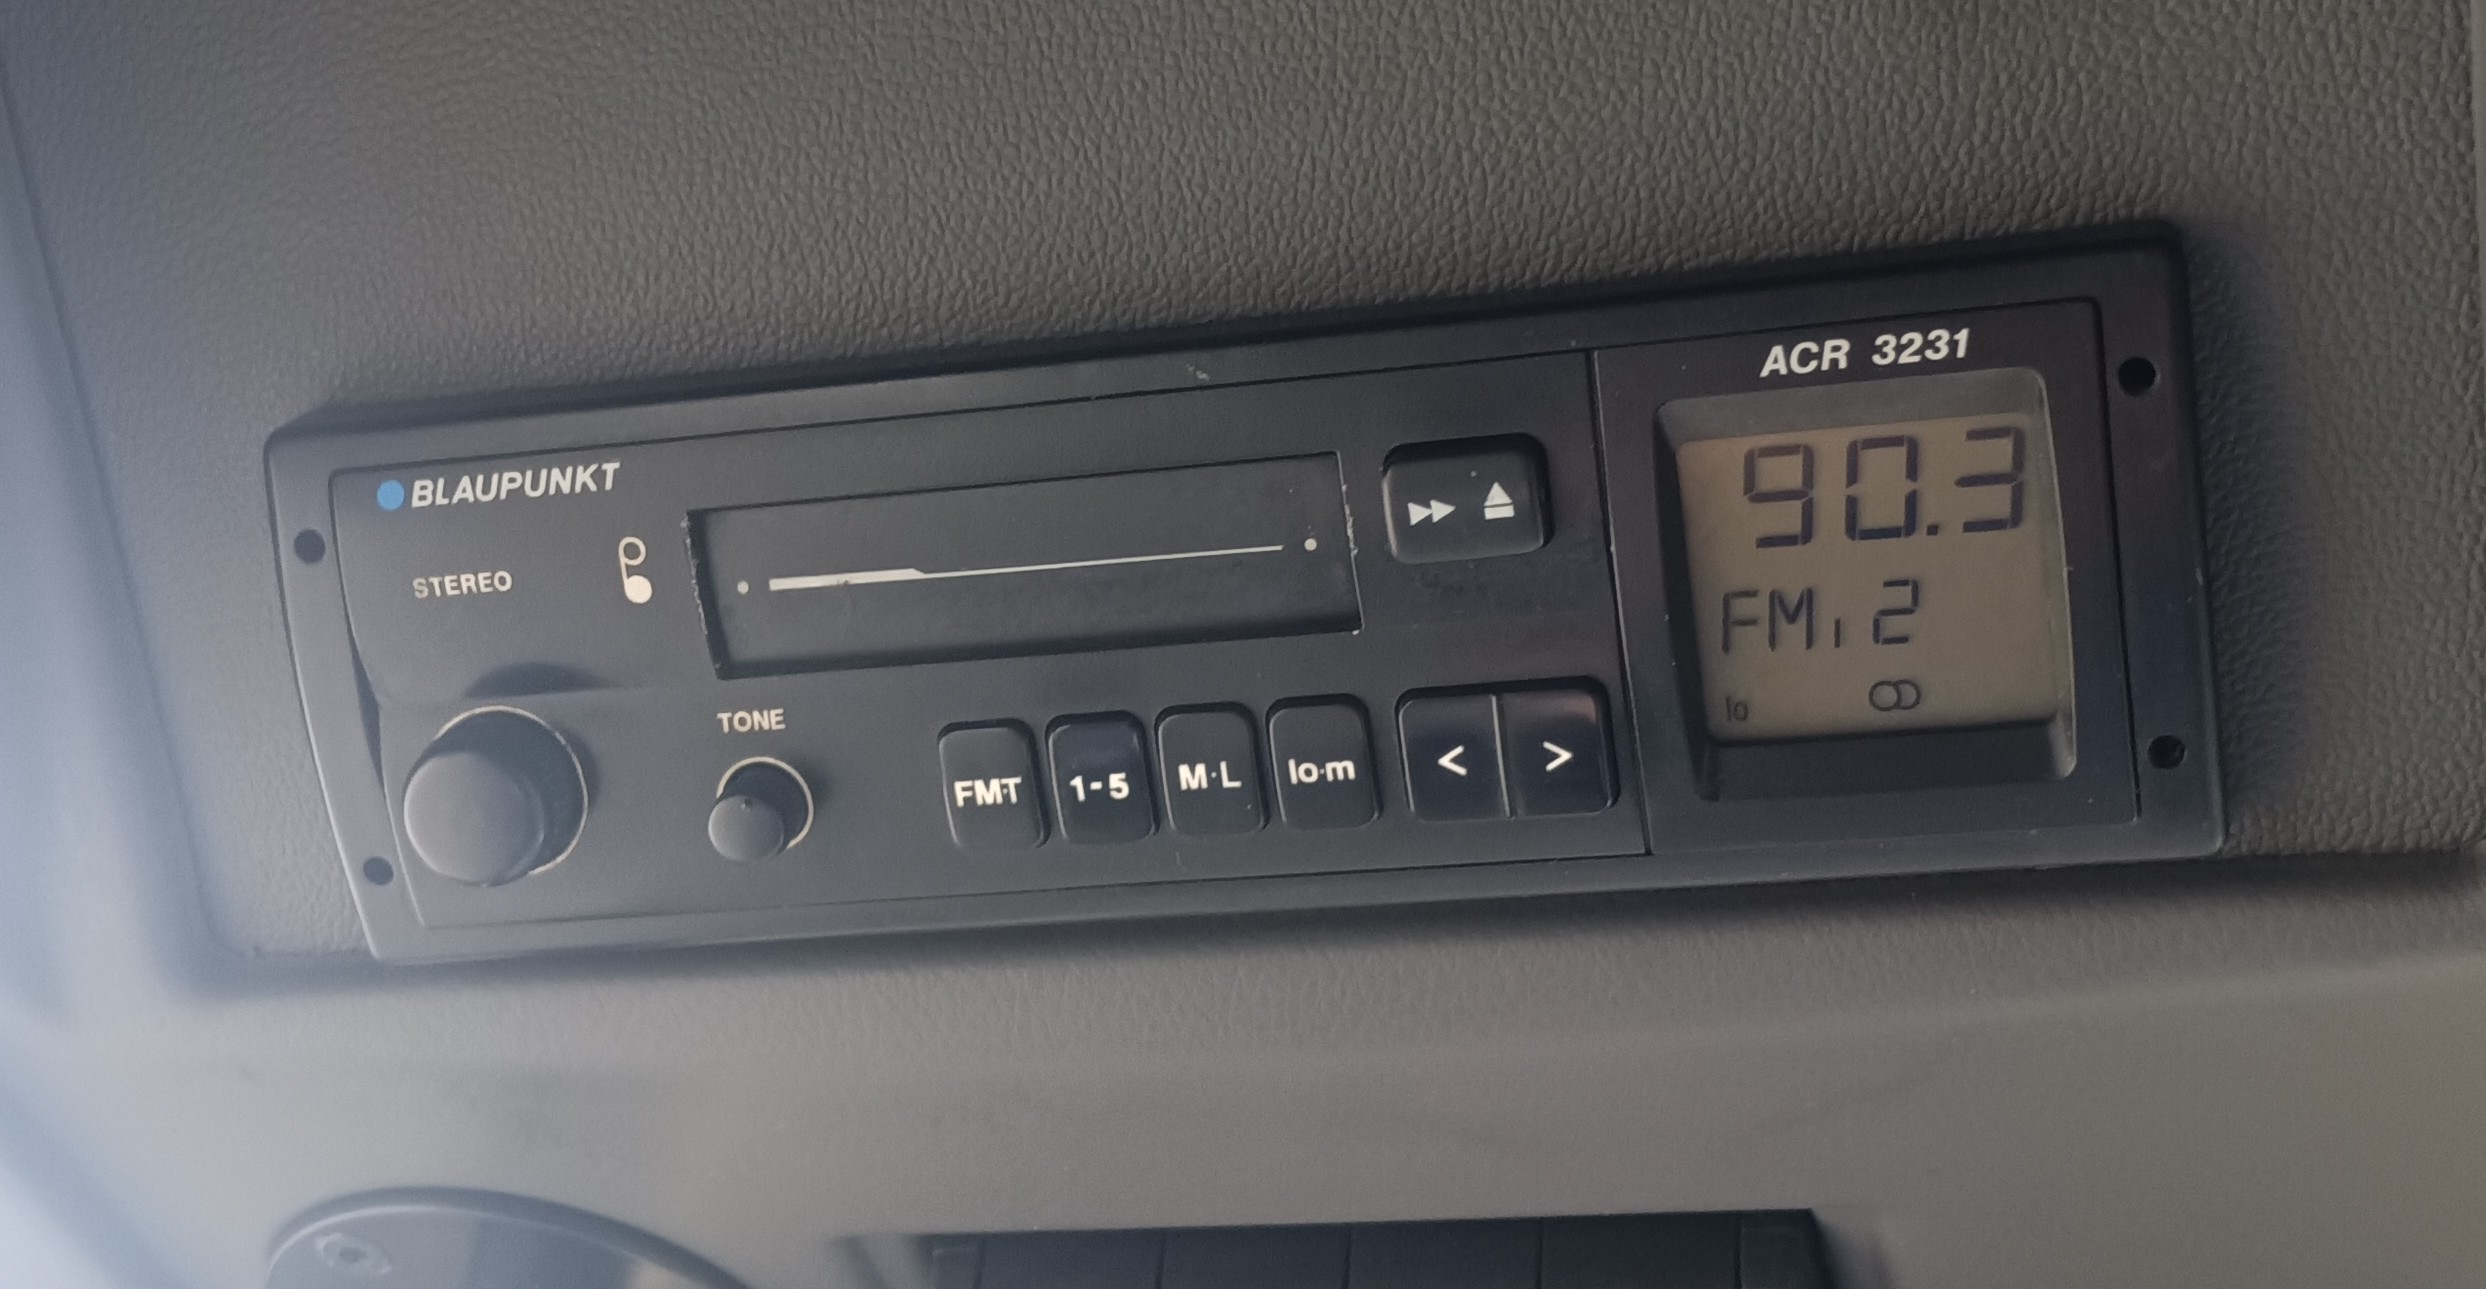 BLAUPUNKT
STEREO
TONE
FM·T
1-5
M·L
lo·m
<
>
ACR 3231
90.3
FM, 2
lo